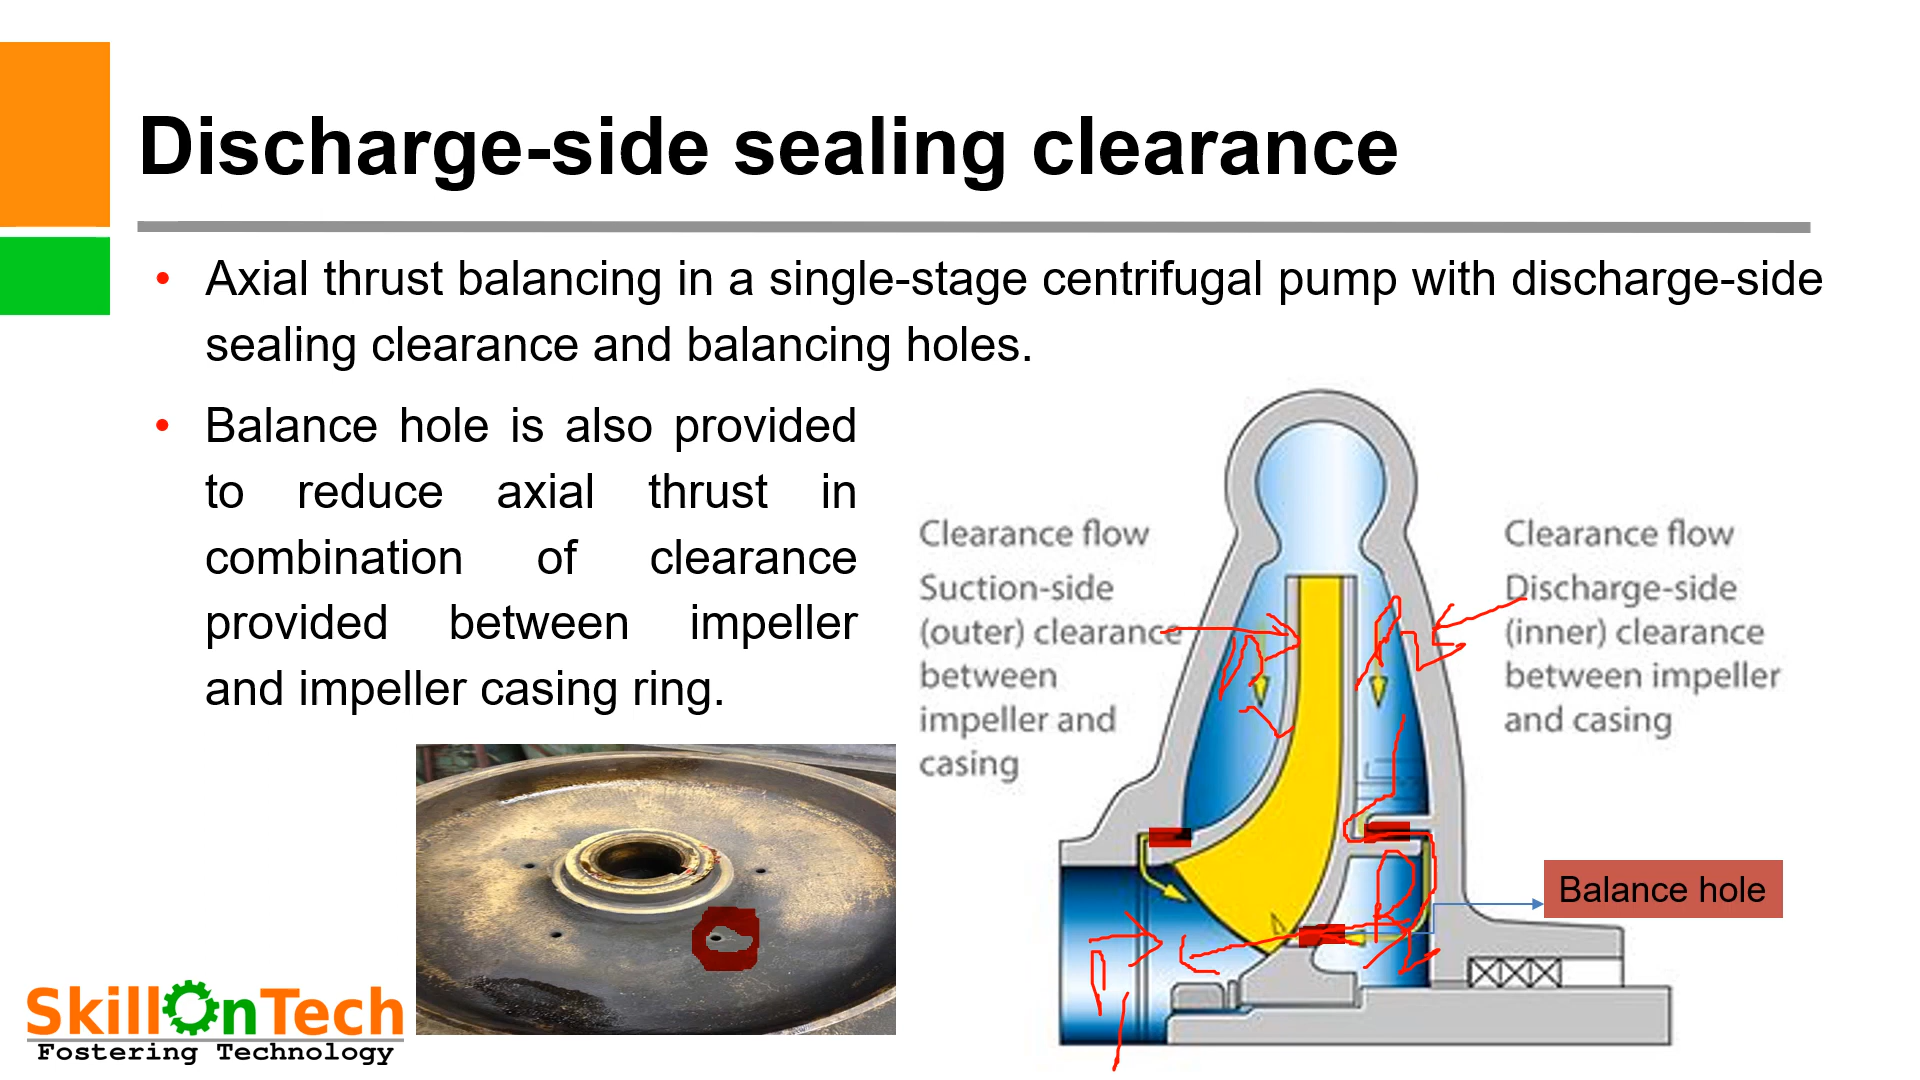 Discharge-side sealing clearance
• Axial thrust balancing in a single-stage centrifugal pump with discharge-side
sealing clearance and balancing holes.
• Balance hole is also provided
to reduce axial thrust in
combination of clearance
provided between impeller
and impeller casing ring.
Clearance flow
Suction-side
(outer) clearance
between
impeller and
casing
Clearance flow
Discharge-side
(inner) clearance
between impeller
and casing
Balance hole
SkillOnTech
Fostering Technology